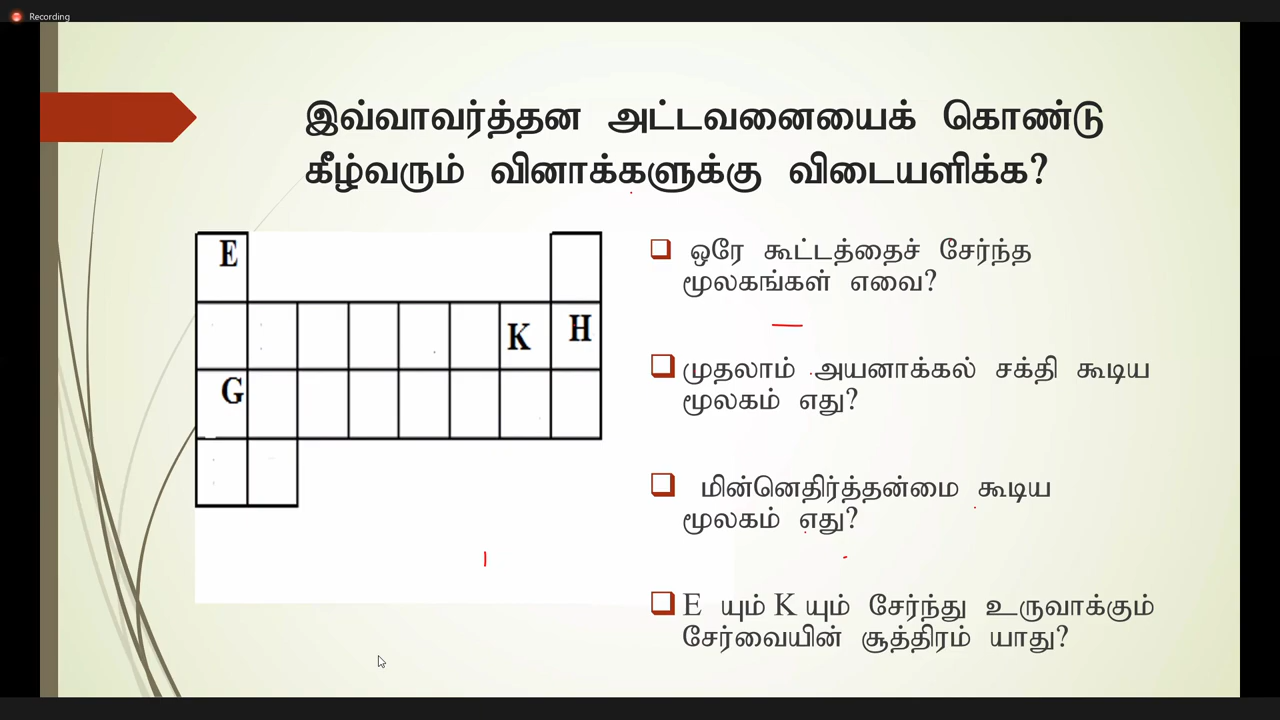 Recording
இவ்வாவர்த்தன அட்டவனையைக் கொண்டு
கீழ்வரும் வினாக்களுக்கு விடையளிக்க?
E
K
H
G
ஒரே கூட்டத்தைச் சேர்ந்த
மூலகங்கள் எவை?
முதலாம் அயனாக்கல் சக்தி கூடிய
மூலகம் எது?
மின்னெதிர்த்தன்மை கூடிய
மூலகம் எது?
E யும் K யும் சேர்ந்து உருவாக்கும்
சேர்வையின் சூத்திரம் யாது?